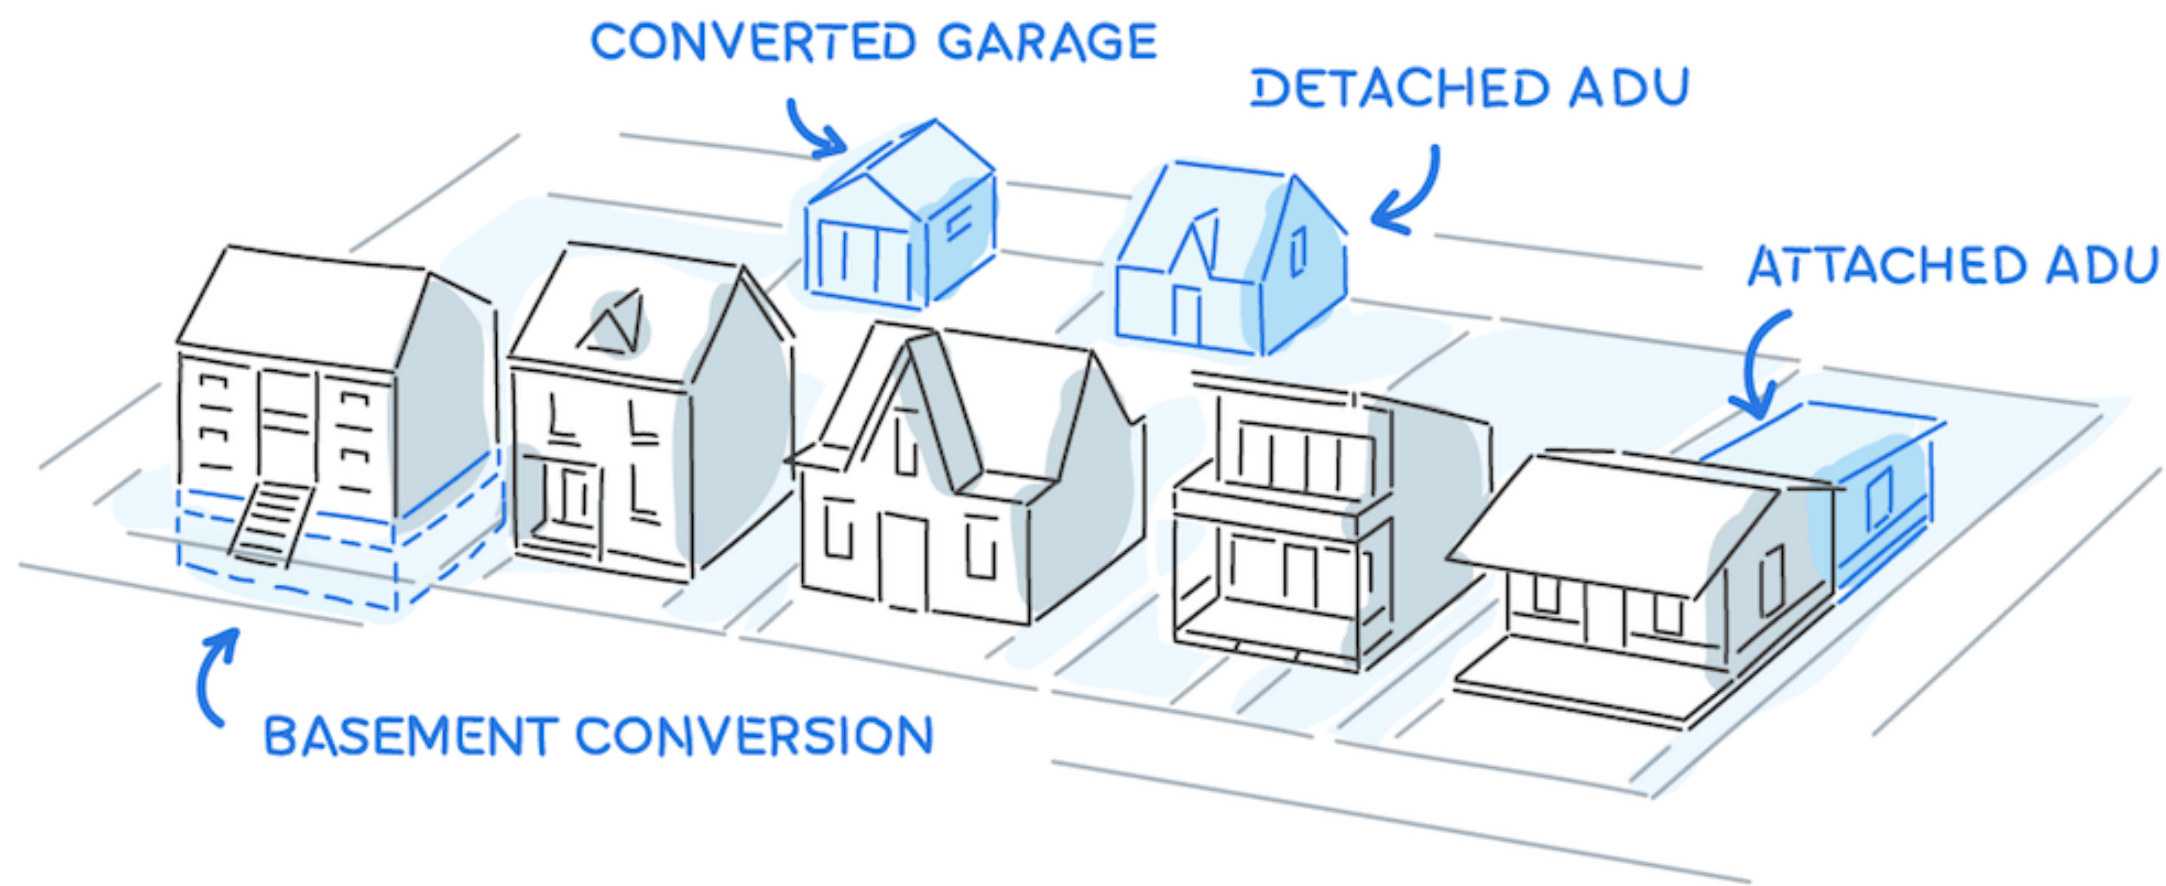 CONVERTED GARAGE
DETACHED ADU
ATTACHED ADU
BASEMENT CONVERSION